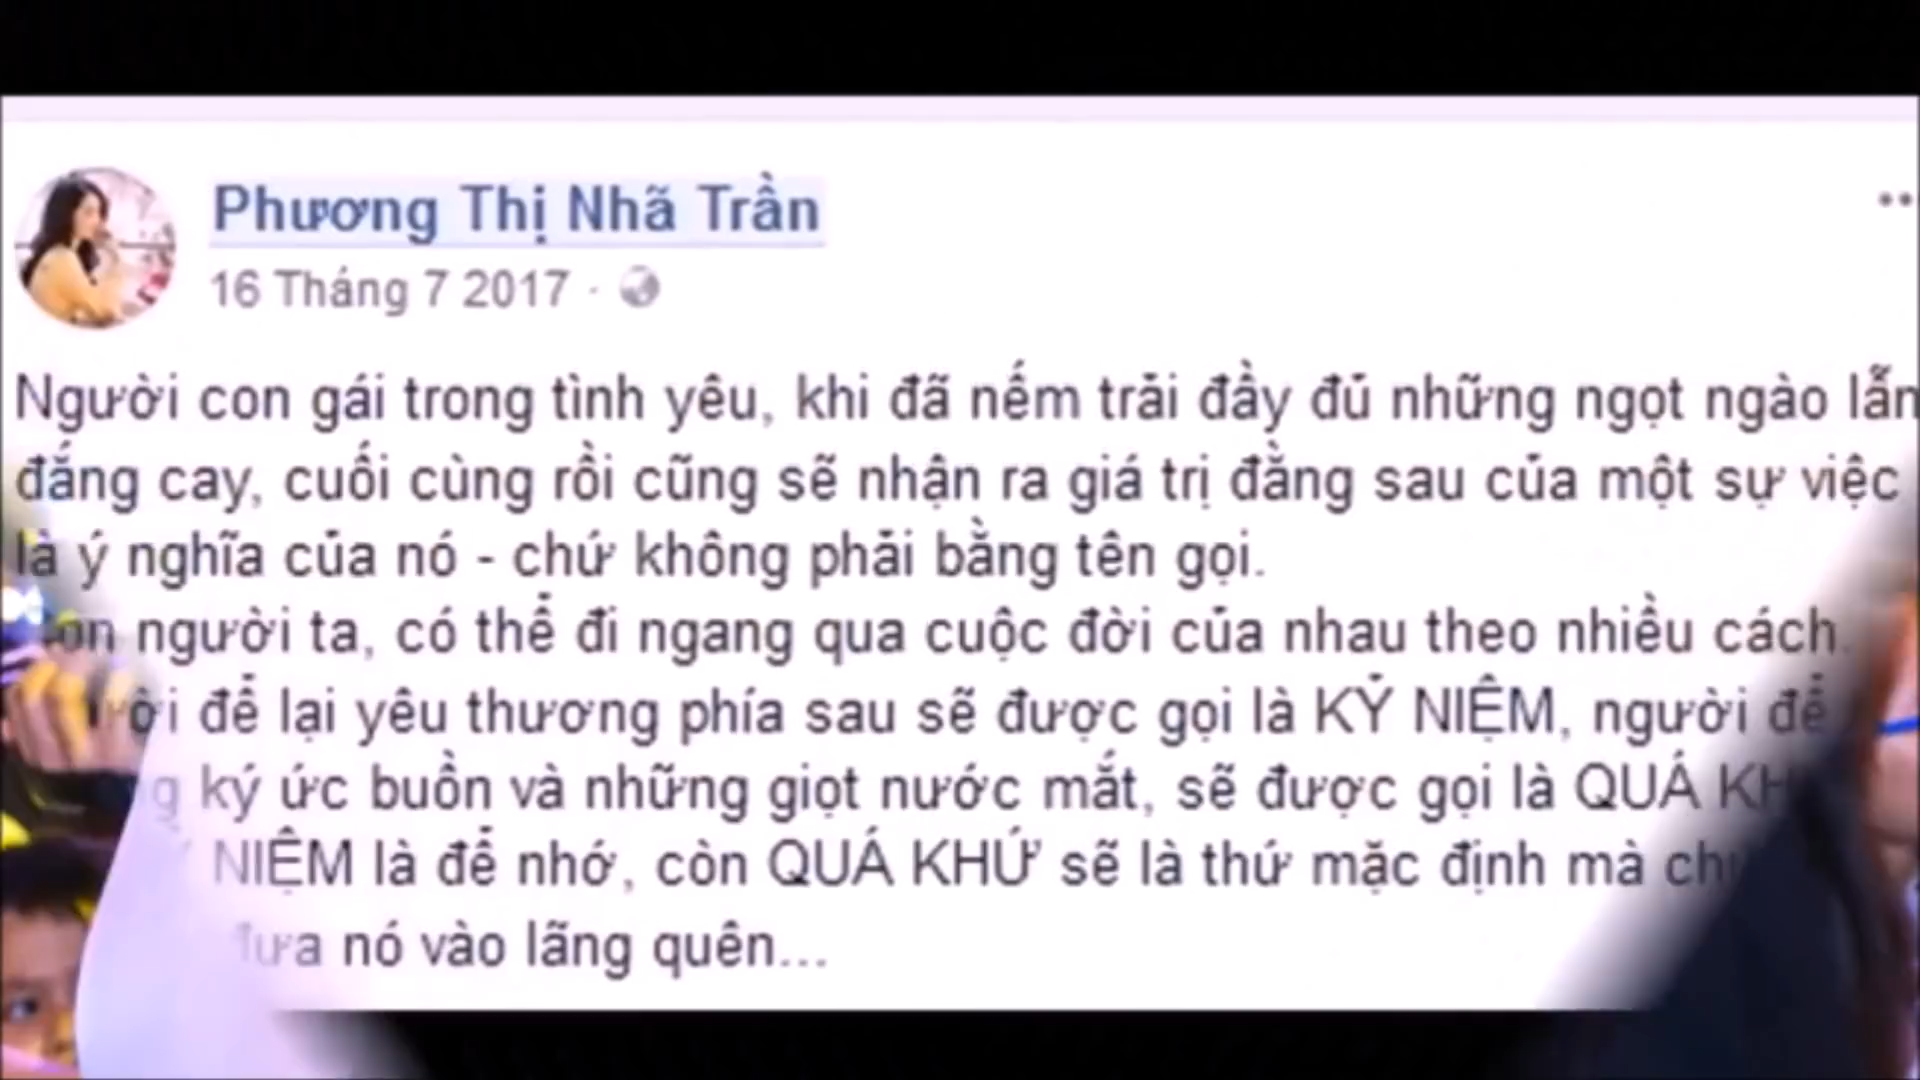 Phương Thị Nhã Trần
16 Tháng 7 2017
Người con gái trong tình yêu, khi đã nếm trải đầy đủ những ngọt ngào lẫn
đắng cay, cuối cùng rồi cũng sẽ nhận ra giá trị đằng sau của một sự việc
là ý nghĩa của nó - chứ không phải bằng tên gọi.
người ta, có thể đi ngang qua cuộc đời của nhau theo nhiều cách.
để lại yêu thương phía sau sẽ được gọi là KỶ NIỆM, người để
ký ức buồn và những giọt nước mắt, sẽ được gọi là QUÁ
NIỆM là để nhớ, còn QUÁ KHỨ sẽ là thứ mặc định mà
đưa nó vào lãng quên...